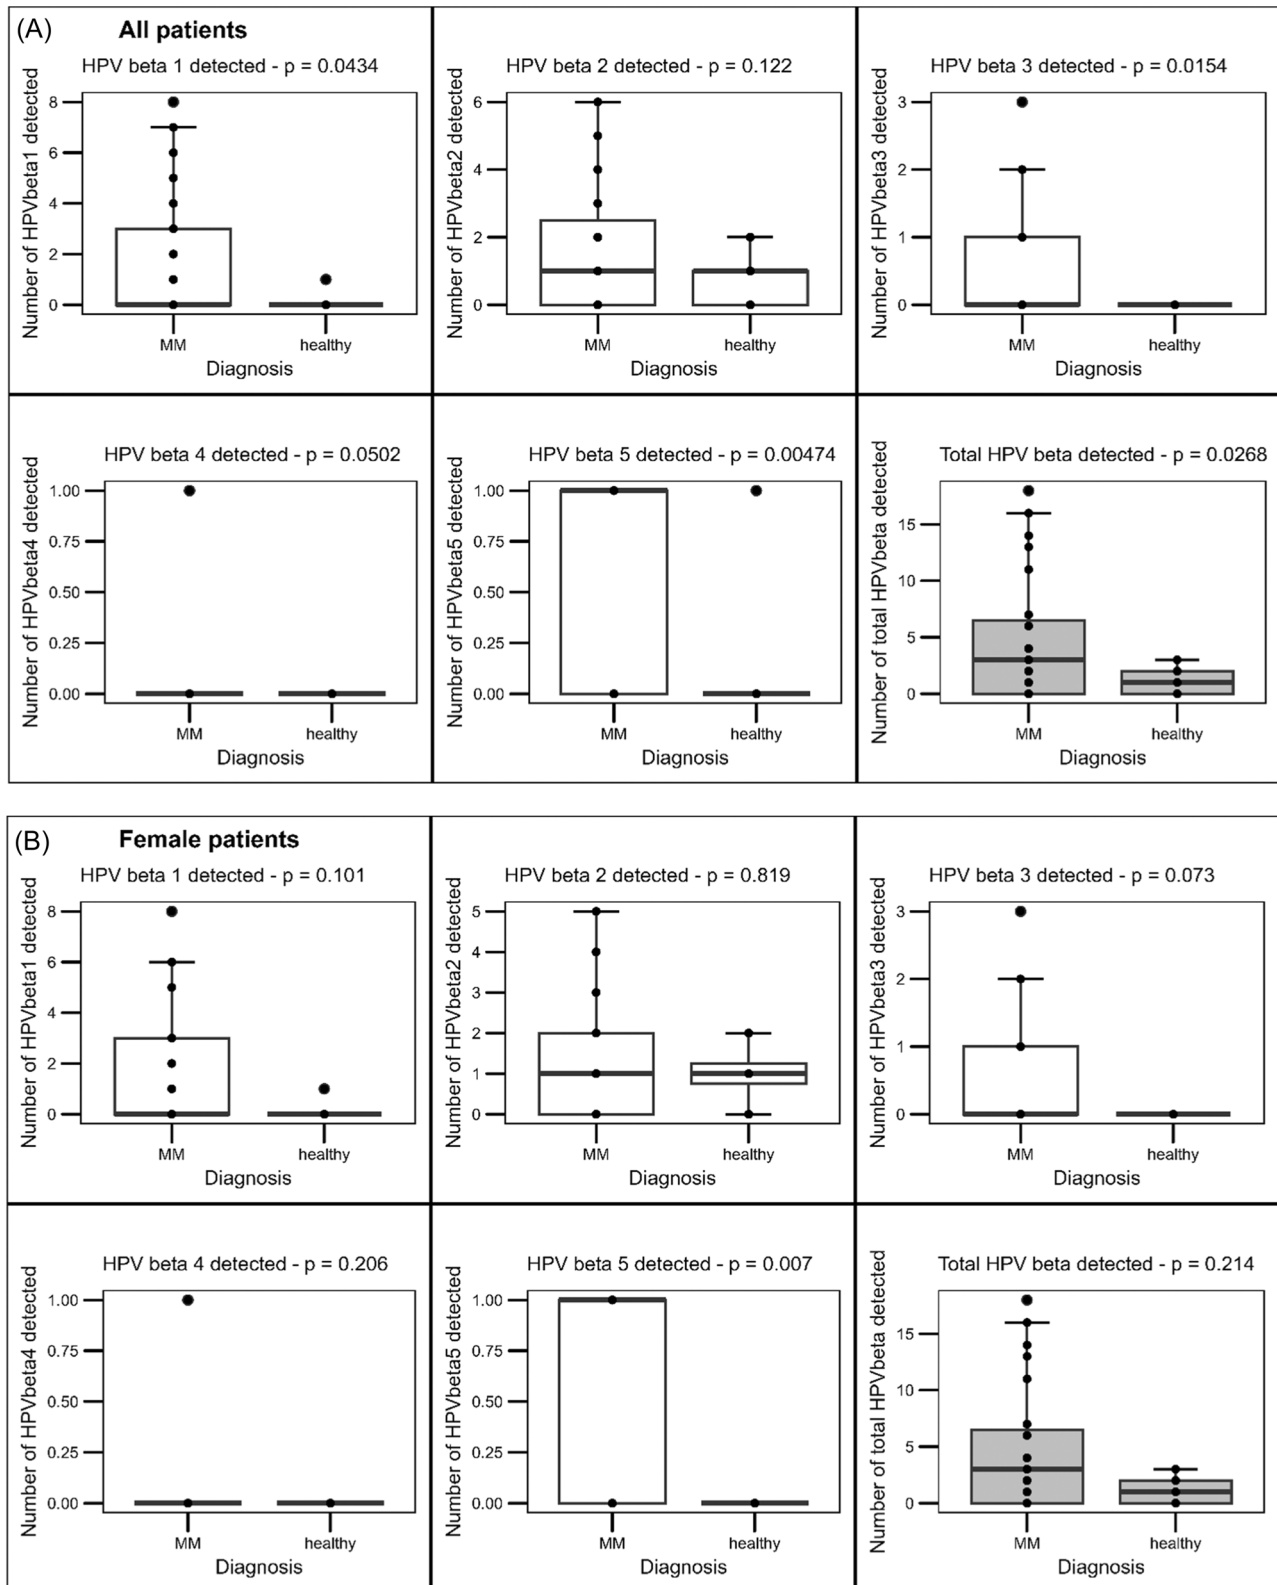 (A) All patients
HPV beta 1 detected - p = 0.0434
Number of HPVbeta1 detected
8
6
4
2
0
MM healthy
Diagnosis
HPV beta 2 detected - p = 0.122
Number of HPVbeta2 detected
6
4
2
0
MM healthy
Diagnosis
HPV beta 3 detected - p = 0.0154
Number of HPVbeta3 detected
3
2
1
0
MM healthy
Diagnosis
HPV beta 4 detected - p = 0.0502
Number of HPVbeta4 detected
1.00
0.75
0.50
0.25
0.00
MM healthy
Diagnosis
HPV beta 5 detected - p = 0.00474
Number of HPVbeta5 detected
1.00
0.75
0.50
0.25
0.00
MM healthy
Diagnosis
Total HPV beta detected - p = 0.0268
Number of total HPVbeta detected
15
10
5
0
MM healthy
Diagnosis
(B) Female patients
HPV beta 1 detected - p = 0.101
Number of HPVbeta1 detected
8
6
4
2
0
MM healthy
Diagnosis
HPV beta 2 detected - p = 0.819
Number of HPVbeta2 detected
5
4
3
2
1
0
MM healthy
Diagnosis
HPV beta 3 detected - p = 0.073
Number of HPVbeta3 detected
3
2
1
0
MM healthy
Diagnosis
HPV beta 4 detected - p = 0.206
Number of HPVbeta4 detected
1.00
0.75
0.50
0.25
0.00
MM healthy
Diagnosis
HPV beta 5 detected - p = 0.007
Number of HPVbeta5 detected
1.00
0.75
0.50
0.25
0.00
MM healthy
Diagnosis
Total HPV beta detected - p = 0.214
Number of total HPVbeta detected
15
10
5
0
MM healthy
Diagnosis